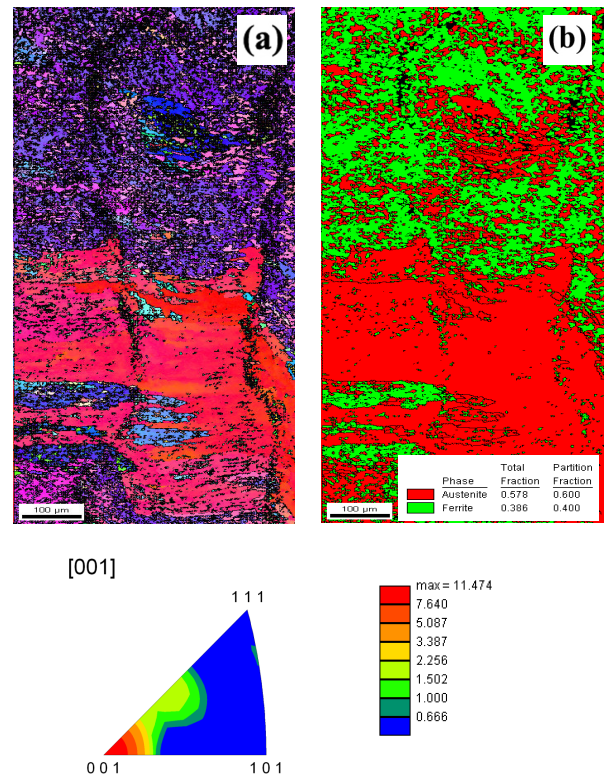 (a)
(b)
Total Partition
Phase Fraction Fraction
Austenite 0.578 0.600
Ferrite 0.386 0.400
100 µm
100 µm
[001]
1 1 1
0 0 1
1 0 1
max = 11.474
7.640
5.087
3.387
2.256
1.502
1.000
0.666